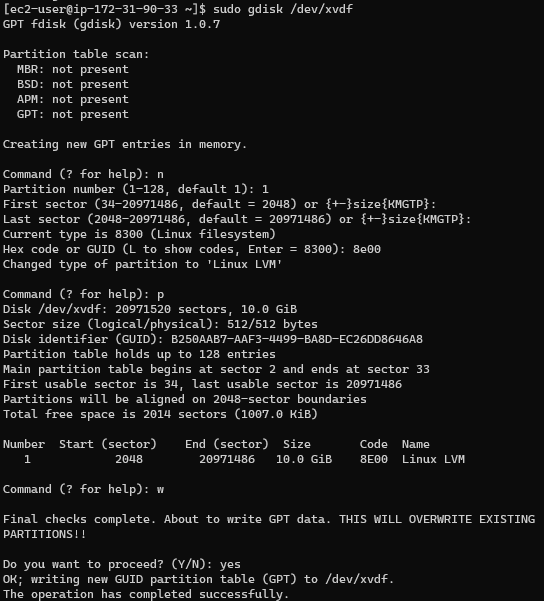 [ec2-user@ip-172-31-90-33 ~]$ sudo gdisk /dev/xvdf
GPT fdisk (gdisk) version 1.0.7
Partition table scan:
  MBR: not present
  BSD: not present
  APM: not present
  GPT: not present
Creating new GPT entries in memory.
Command (? for help): n
Partition number (1-128, default 1): 1
First sector (34-20971486, default = 2048) or {+-}size{KMGTP}:
Last sector (2048-20971486, default = 20971486) or {+-}size{KMGTP}:
Current type is 8300 (Linux filesystem)
Hex code or GUID (L to show codes, Enter = 8300): 8e00
Changed type of partition to 'Linux LVM'
Command (? for help): p
Disk /dev/xvdf: 20971520 sectors, 10.0 GiB
Sector size (logical/physical): 512/512 bytes
Disk identifier (GUID): B250AAB7-AAF3-4499-BA8D-EC26DD8646A8
Partition table holds up to 128 entries
Main partition table begins at sector 2 and ends at sector 33
First usable sector is 34, last usable sector is 20971486
Partitions will be aligned on 2048-sector boundaries
Total free space is 2014 sectors (1007.0 KiB)
Number  Start (sector)    End (sector)  Size       Code  Name
   1            2048        20971486   10.0 GiB    8E00  Linux LVM
Command (? for help): w
Final checks complete. About to write GPT data. THIS WILL OVERWRITE EXISTING
PARTITIONS!!
Do you want to proceed? (Y/N): yes
OK; writing new GUID partition table (GPT) to /dev/xvdf.
The operation has completed successfully.